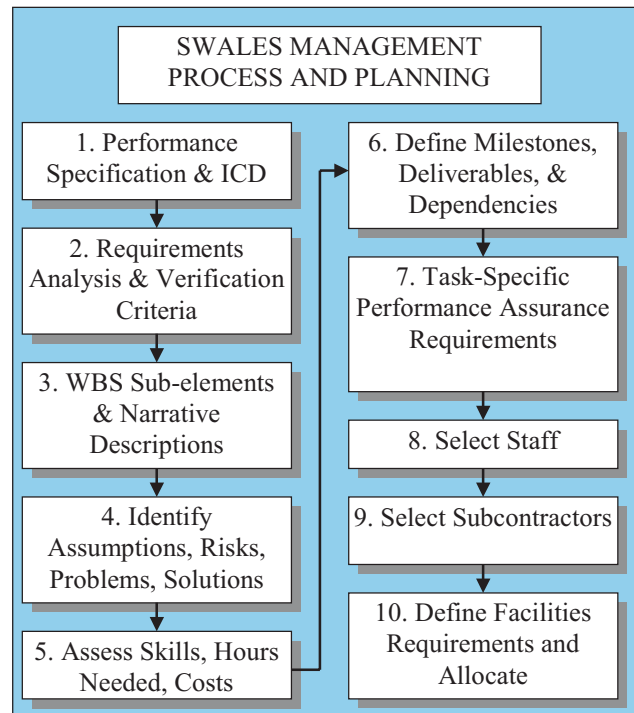 SWALES MANAGEMENT
PROCESS AND PLANNING
1. Performance
Specification & ICD
2. Requirements
Analysis & Verification
Criteria
3. WBS Sub-elements
& Narrative
Descriptions
4. Identify
Assumptions, Risks,
Problems, Solutions
5. Assess Skills, Hours
Needed, Costs
6. Define Milestones,
Deliverables, &
Dependencies
7. Task-Specific
Performance Assurance
Requirements
8. Select Staff
9. Select Subcontractors
10. Define Facilities
Requirements and
Allocate